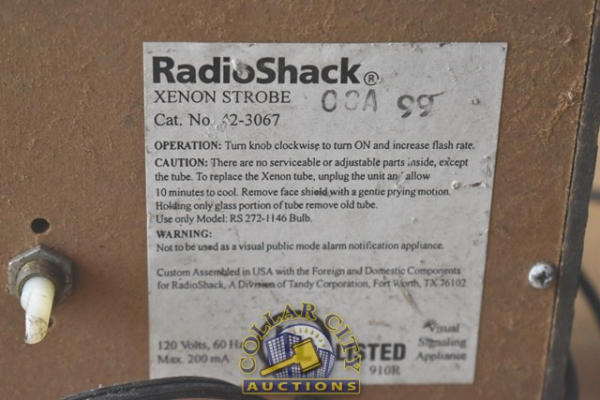 RadioShack®
XENON STROBE 08A 99
Cat. No. 42-3067
OPERATION: Turn knob clockwise to turn ON and increase flash rate.
CAUTION: There are no serviceable or adjustable parts inside, except
the tube. To replace the Xenon tube, unplug the unit and allow
10 minutes to cool. Remove face shield with a gentle prying motion.
Holding only glass portion of tube remove old tube.
Use only Model: RS 272-1146 Bulb.
WARNING:
Not to be used as a visual public mode alarm notification appliance.
Custom Assembled in USA with the Foreign and Domestic Components
for RadioShack, A Division of Tandy Corporation, Fort Worth, TX 76102
120 Volts, 60 Hz
Max. 200 mA
LISTED
910R
Visual
Signaling
Appliance
COLLAR CITY
AUCTIONS